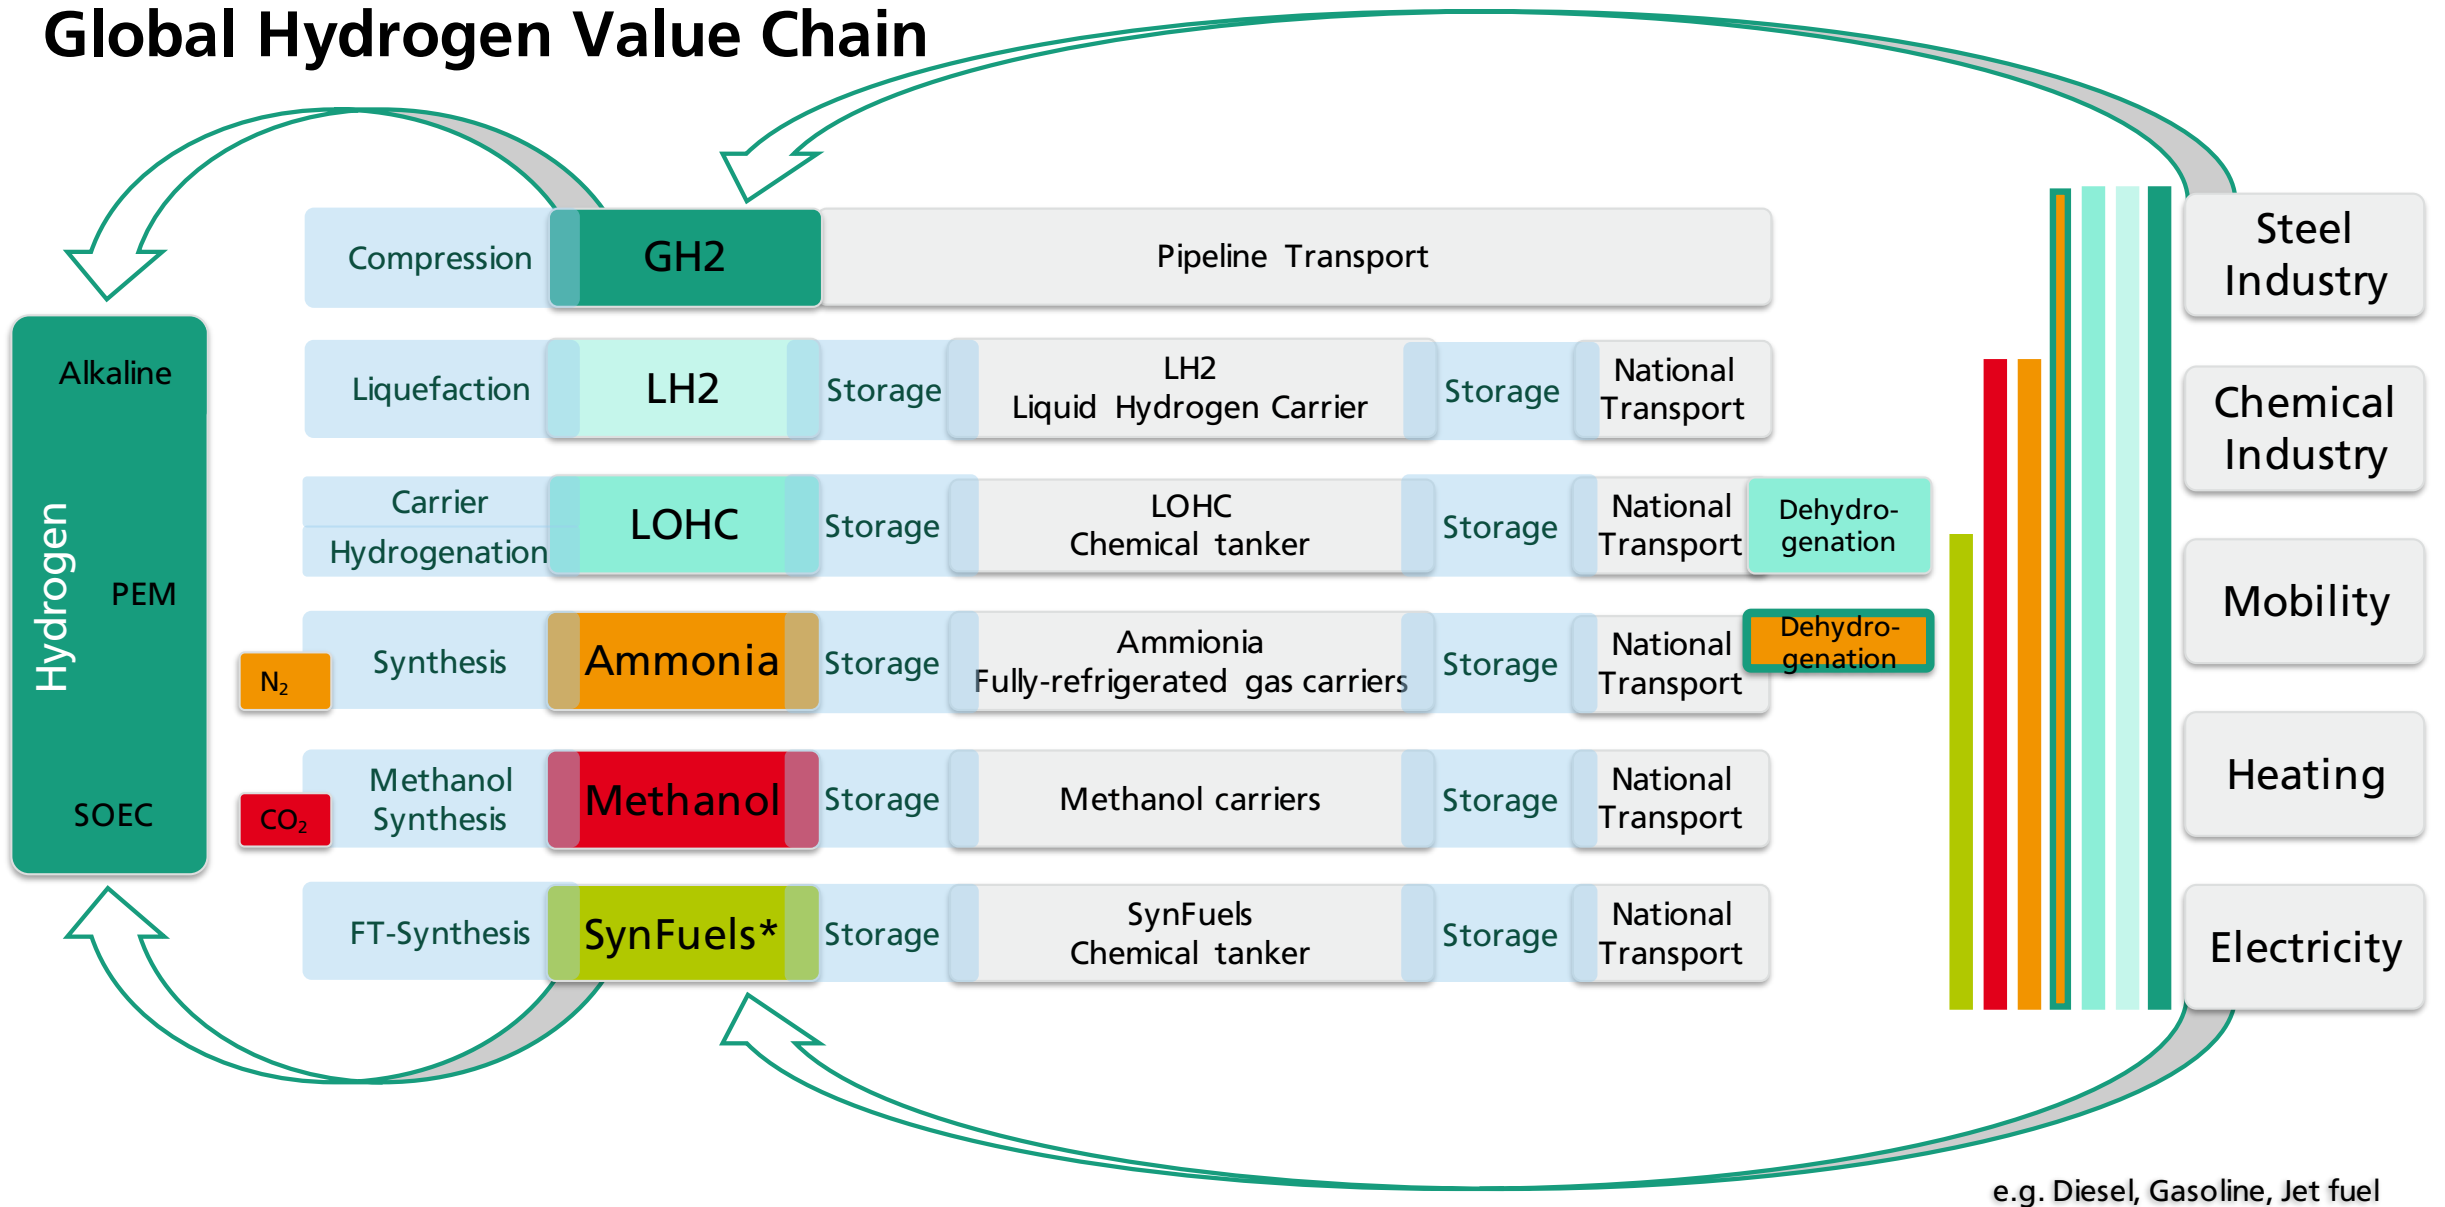 Global Hydrogen Value Chain
Hydrogen
Alkaline
PEM
SOEC
Compression
GH2
Pipeline Transport
Liquefaction
LH2
Storage
LH2
Liquid Hydrogen Carrier
Storage
National
Transport
Carrier
Hydrogenation
LOHC
Storage
LOHC
Chemical tanker
Storage
National
Transport
Dehydro-
genation
N₂
Synthesis
Ammonia
Storage
Ammionia
Fully-refrigerated gas carriers
Storage
National
Transport
Dehydro-
genation
CO₂
Methanol
Synthesis
Methanol
Storage
Methanol carriers
Storage
National
Transport
FT-Synthesis
SynFuels*
Storage
SynFuels
Chemical tanker
Storage
National
Transport
Steel
Industry
Chemical
Industry
Mobility
Heating
Electricity
e.g. Diesel, Gasoline, Jet fuel